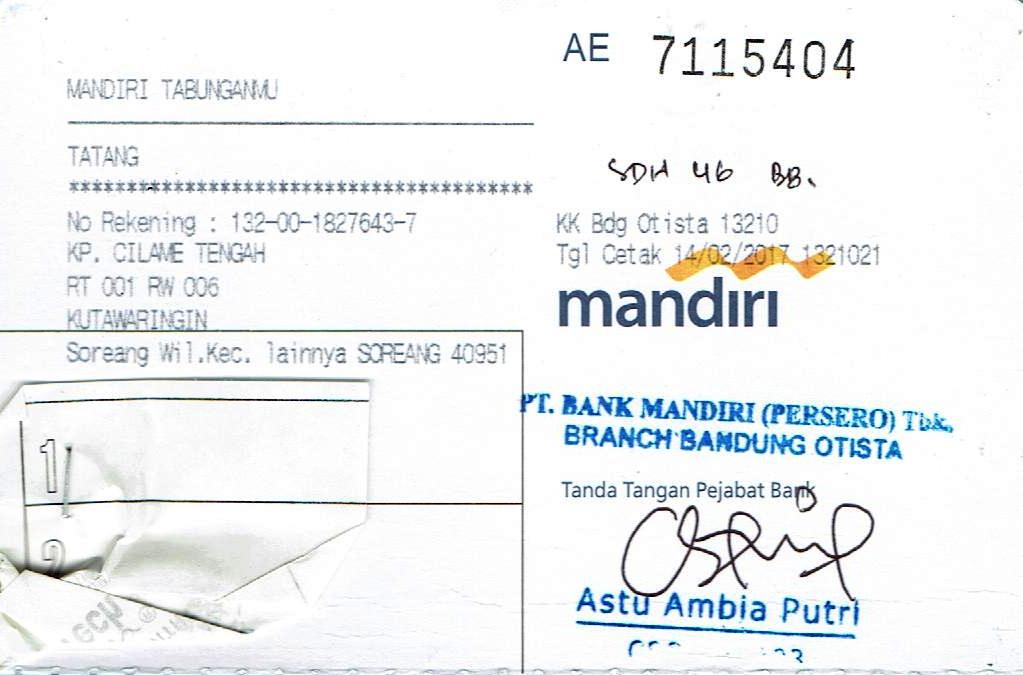 AE 7115404
MANDIRI TABUNGANMU
TATANG
*****************************************
SDH 46 BB.
No Rekening : 132-00-1827643-7
KK Bdg Otista 13210
KP. CILAME TENGAH
Tgl Cetak 14/02/2017 1321021
RT 001 RW 006
mandiri
KUTAWARINGIN
Soreang Wil.Kec. lainnya SOREANG 40951
PT. BANK MANDIRI (PERSERO) Tbk.
BRANCH BANDUNG OTISTA
1
Tanda Tangan Pejabat Bank
2
Astu Ambia Putri